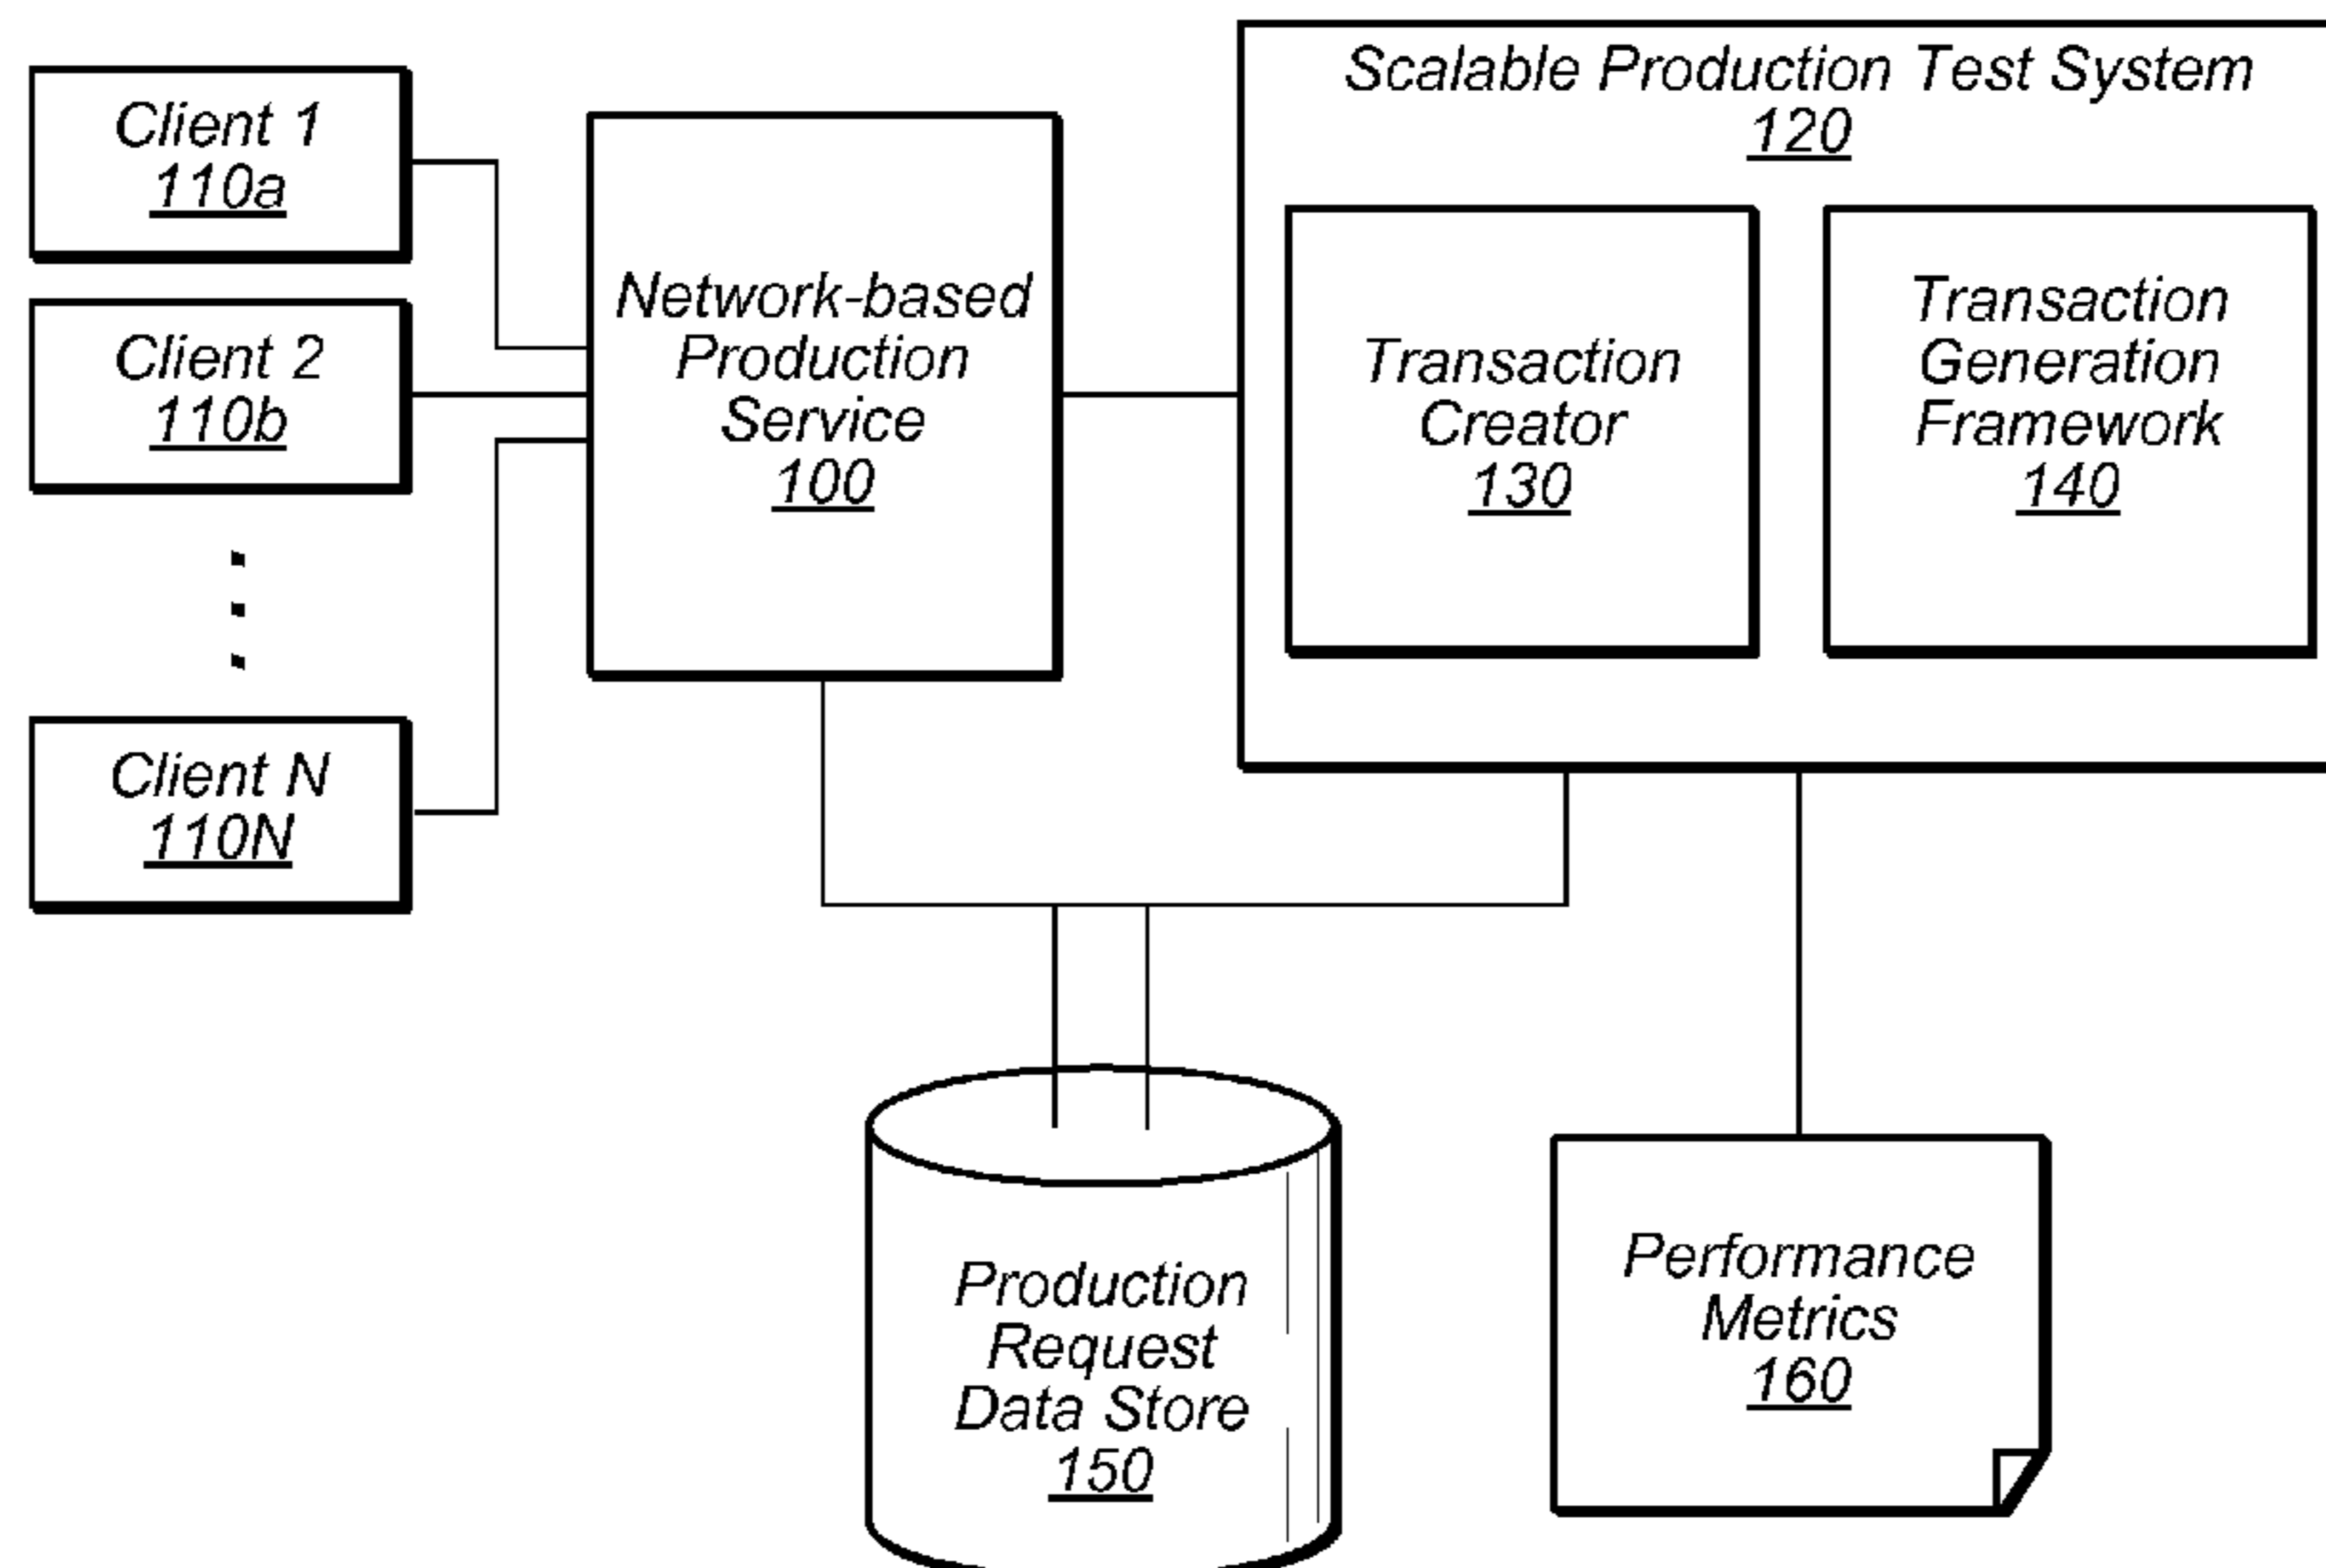 Client 1
110a
Client 2
110b
Client N
110N
Network-based
Production
Service
100
Scalable Production Test System
120
Transaction
Creator
130
Transaction
Generation
Framework
140
Production
Request
Data Store
150
Performance
Metrics
160